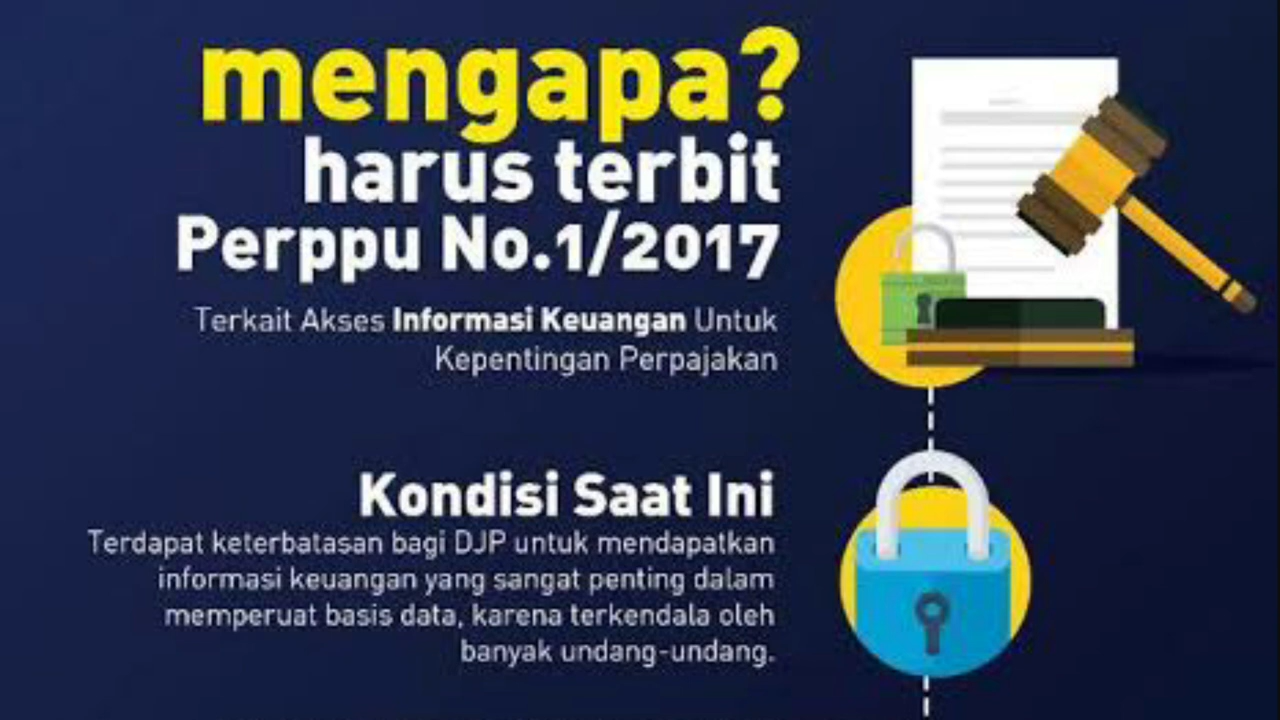 mengapa?
harus terbit
Perppu No.1/2017
Terkait Akses Informasi Keuangan Untuk
Kepentingan Perpajakan
Kondisi Saat Ini
Terdapat keterbatasan bagi DJP untuk mendapatkan
informasi keuangan yang sangat penting dalam
memperuat basis data, karena terkendala oleh
banyak undang-undang.